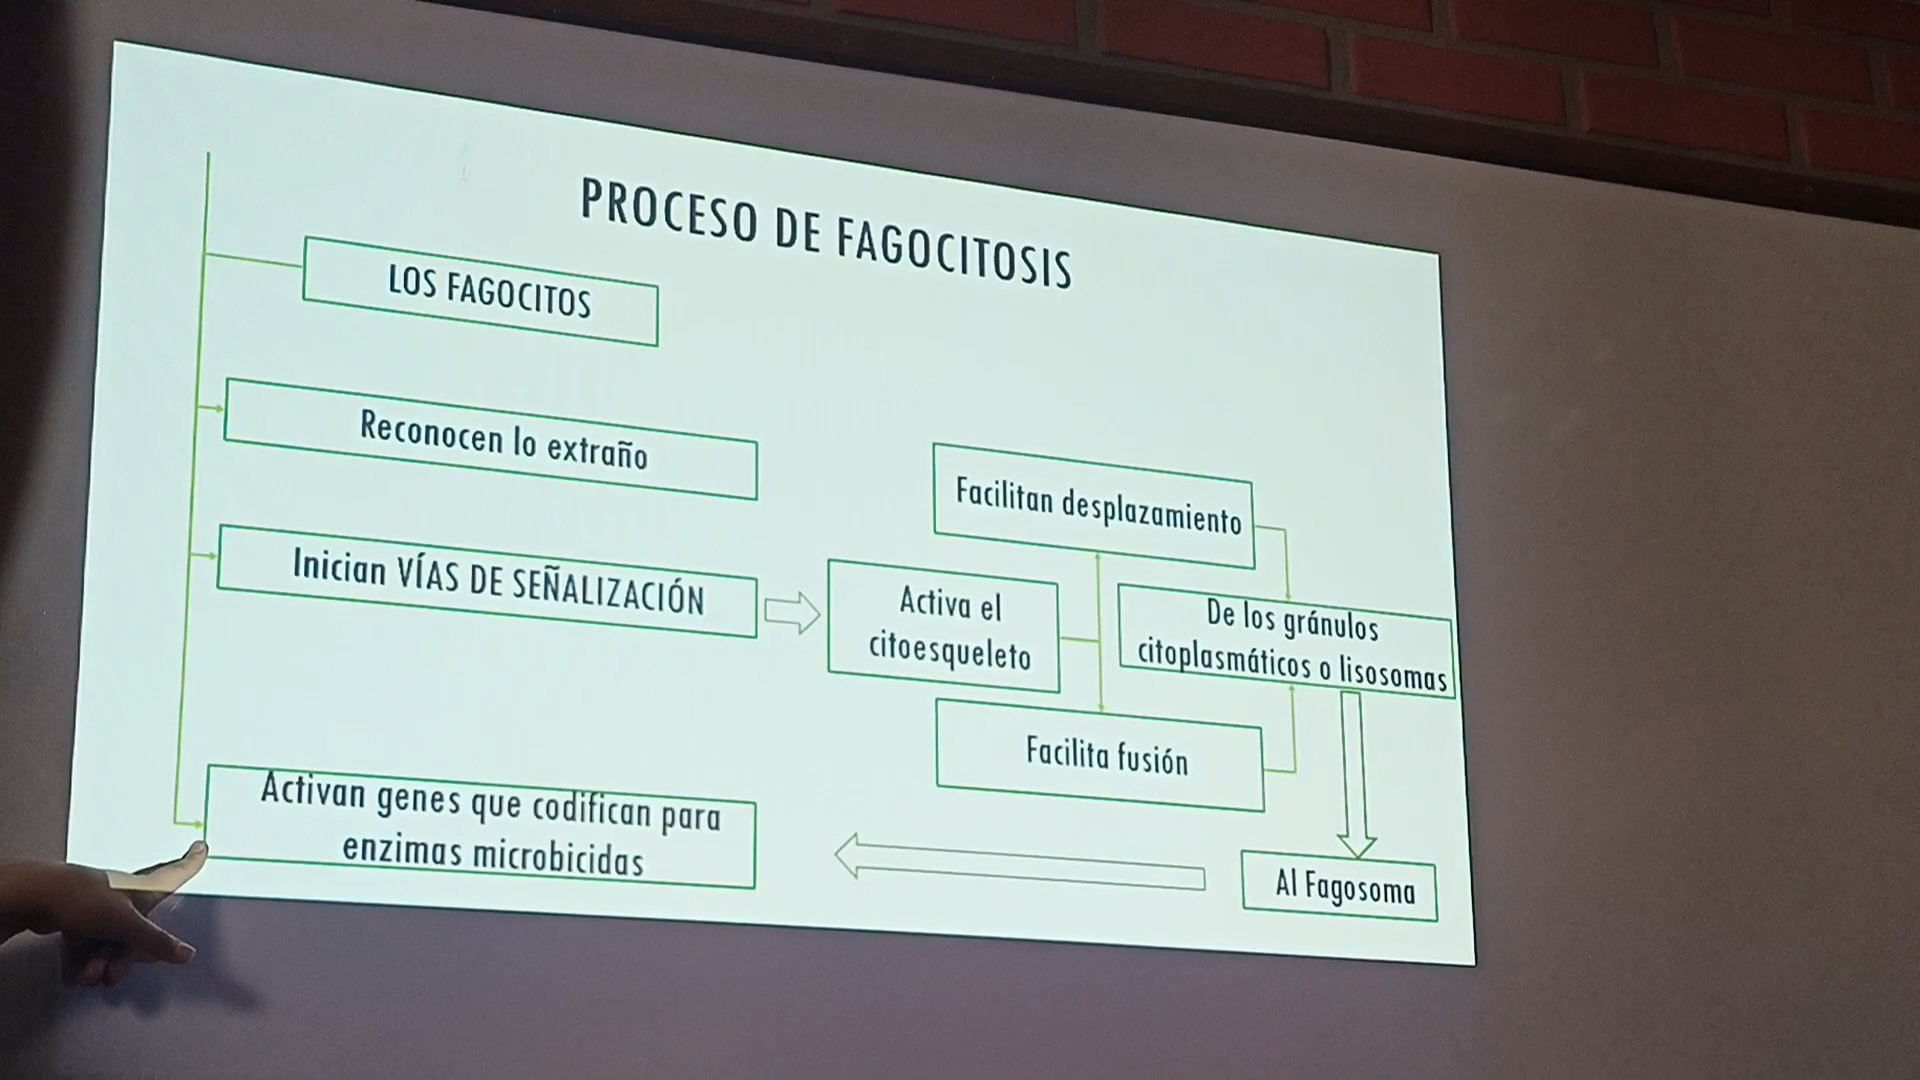 PROCESO DE FAGOCITOSIS
LOS FAGOCITOS
Reconocen lo extraño
Inician VÍAS DE SEÑALIZACIÓN
Activa el
citoesqueleto
Facilitan desplazamiento
Facilita fusión
De los gránulos
citoplasmáticos o lisosomas
Al Fagosoma
Activan genes que codifican para
enzimas microbicidas